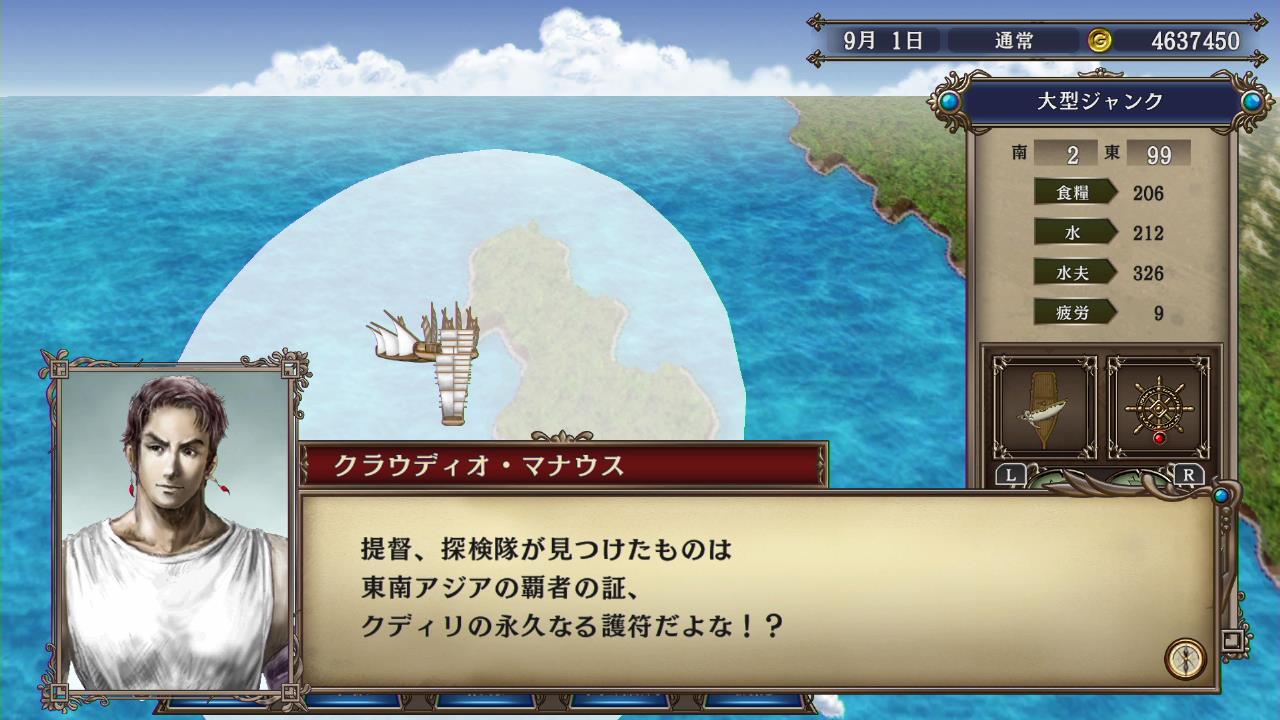 9月 1日 通常 G 4637450
大型ジャンク
南 2 東 99
食糧 206
水 212
水夫 326
疲労 9
L R
クラウディオ・マナウス
提督、探検隊が見つけたものは
東南アジアの覇者の証、
クディリの永久なる護符だよな！？